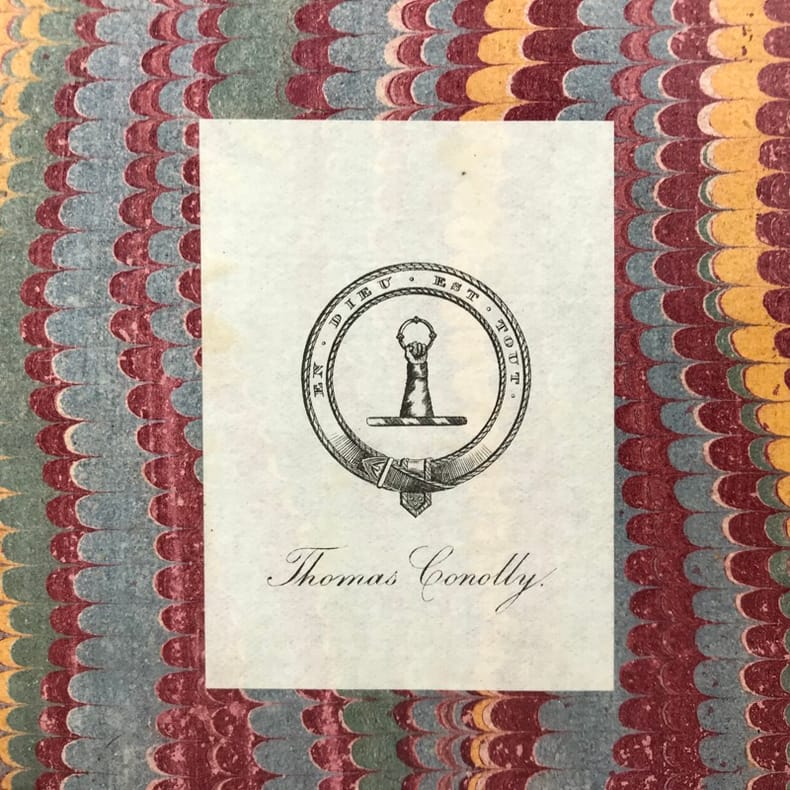 EN · DIEU · EST · TOUT ·
Thomas Conolly.